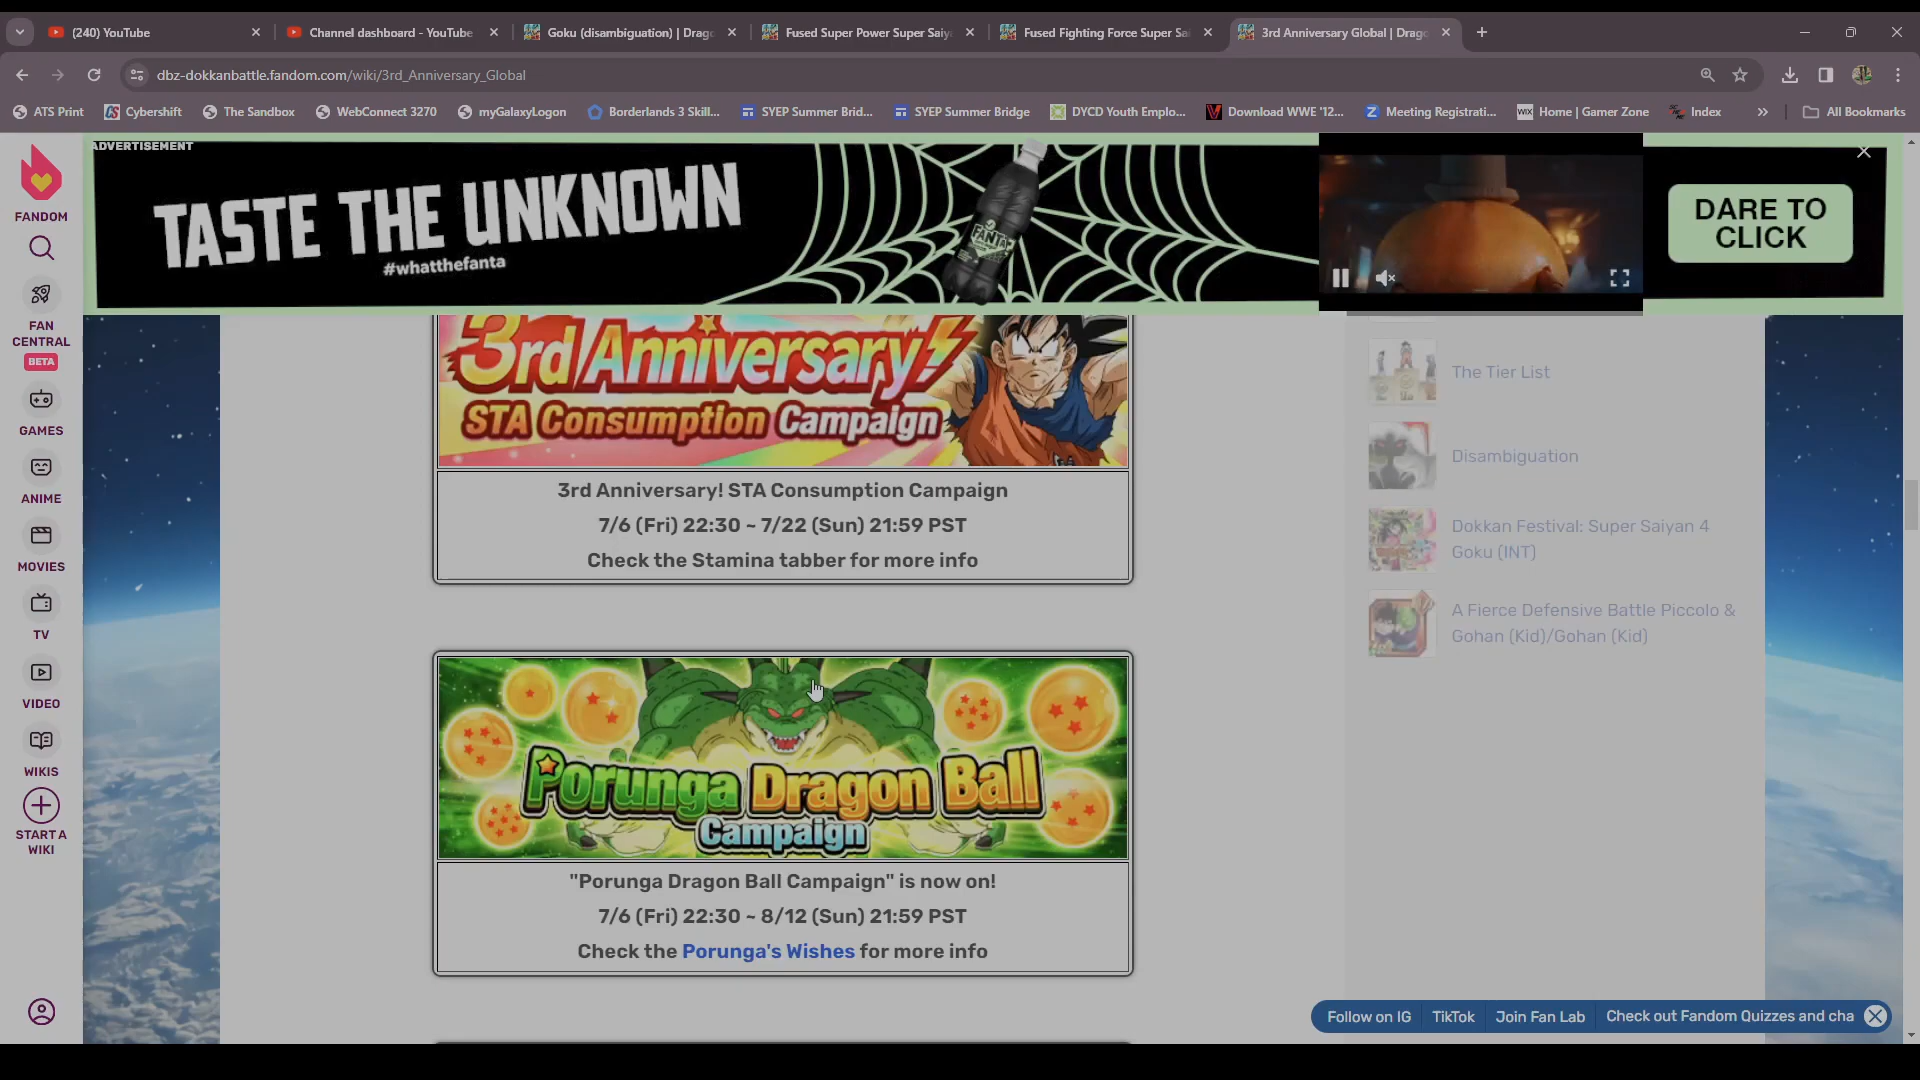 (240) YouTube
Channel dashboard - YouTube
Goku (disambiguation) | Drago
Fused Super Power Super Saiy
Fused Fighting Force Super Sa
3rd Anniversary Global | Drago
dbz-dokkanbattle.fandom.com/wiki/3rd_Anniversary_Global
ATS Print
Cybershift
The Sandbox
WebConnect 3270
myGalaxyLogon
Borderlands 3 Skill...
SYEP Summer Brid...
SYEP Summer Bridge
DYCD Youth Emplo...
Download WWE '12...
Meeting Registrati...
Home | Gamer Zone
Index
All Bookmarks
ADVERTISEMENT
TASTE THE UNKNOWN
#whatthefanta
FANTA
DARE TO
CLICK
FANDOM
FAN
CENTRAL
BETA
GAMES
ANIME
MOVIES
TV
VIDEO
WIKIS
START A
WIKI
3rd Anniversary!
STA Consumption Campaign
3rd Anniversary! STA Consumption Campaign
7/6 (Fri) 22:30 ~ 7/22 (Sun) 21:59 PST
Check the Stamina tabber for more info
Porunga Dragon Ball
Campaign
"Porunga Dragon Ball Campaign" is now on!
7/6 (Fri) 22:30 ~ 8/12 (Sun) 21:59 PST
Check the Porunga's Wishes for more info
The Tier List
Disambiguation
Dokkan Festival: Super Saiyan 4
Goku (INT)
A Fierce Defensive Battle Piccolo &
Gohan (Kid)/Gohan (Kid)
Follow on IG
TikTok
Join Fan Lab
Check out Fandom Quizzes and cha